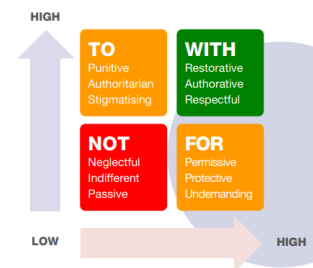 HIGH
TO
Punitive
Authoritarian
Stigmatising
WITH
Restorative
Authorative
Respectful
NOT
Neglectful
Indifferent
Passive
FOR
Permissive
Protective
Undemanding
LOW
HIGH